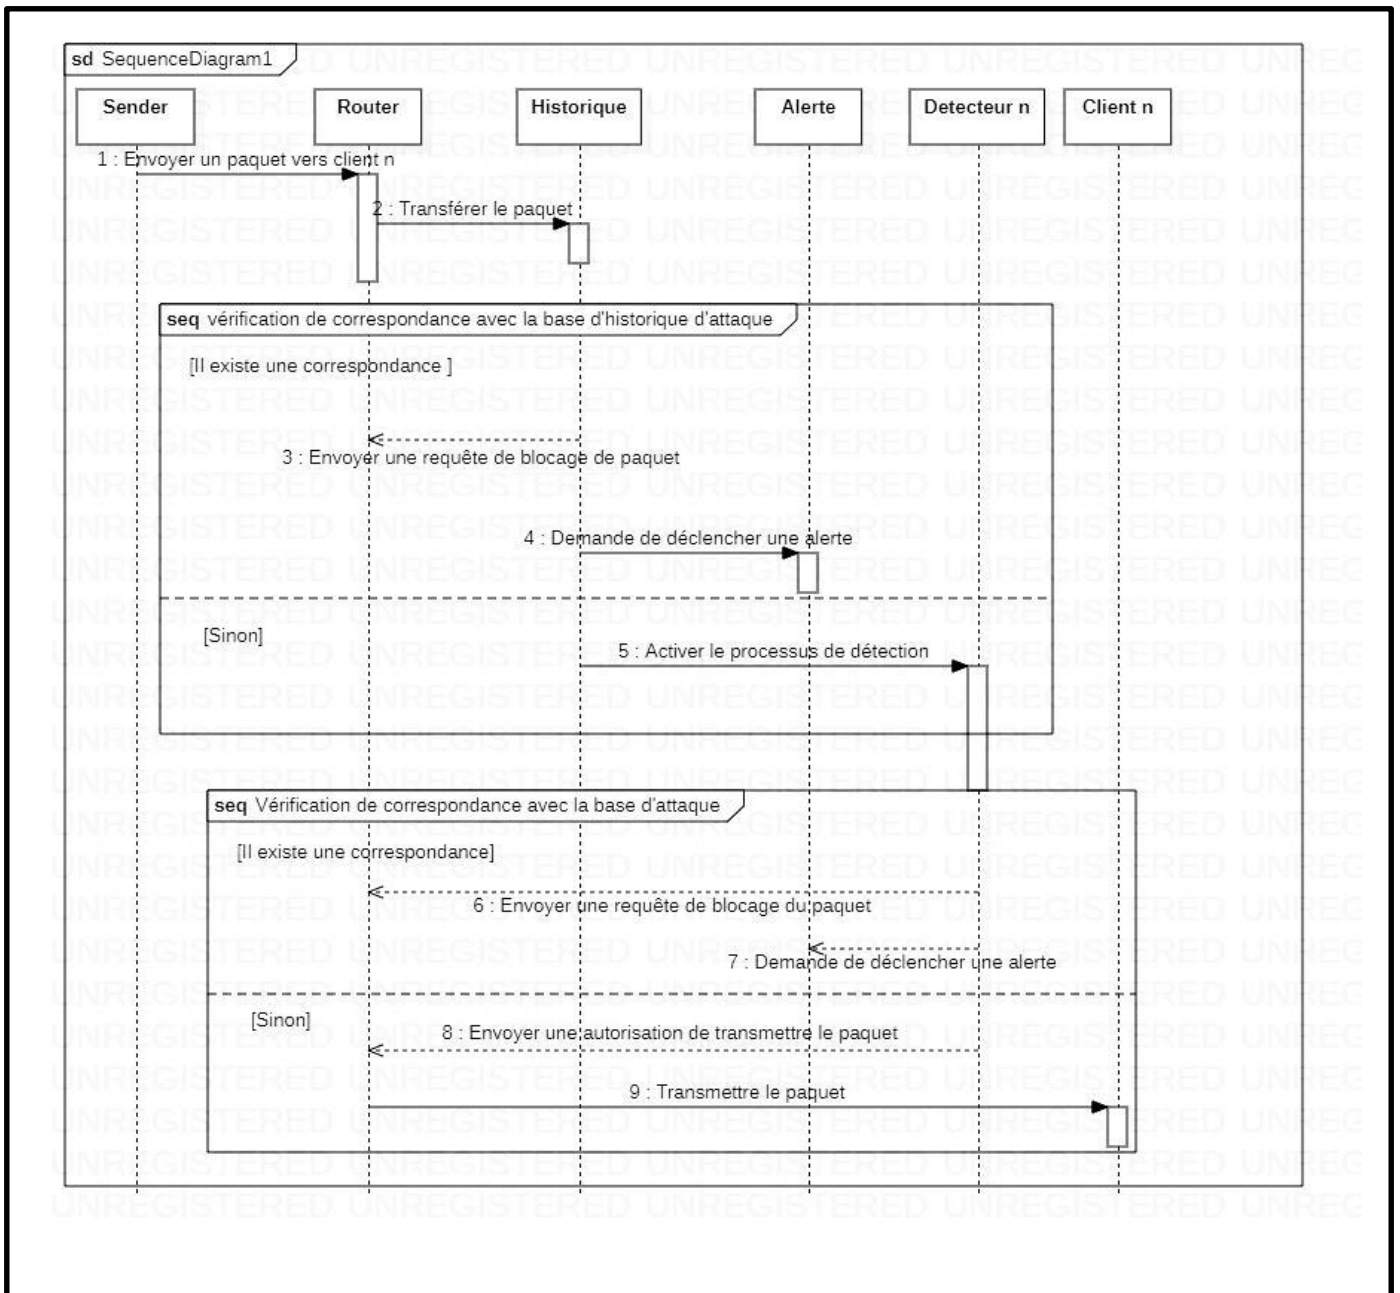 sd SequenceDiagram1
Sender Router Historique Alerte Detecteur n Client n
1 : Envoyer un paquet vers client n
2 : Transférer le paquet
seq vérification de correspondance avec la base d'historique d'attaque
[Il existe une correspondance ]
3 : Envoyer une requête de blocage de paquet
4 : Demande de déclencher une alerte
[Sinon]
5 : Activer le processus de détection
seq Vérification de correspondance avec la base d'attaque
[Il existe une correspondance]
6 : Envoyer une requête de blocage du paquet
7 : Demande de déclencher une alerte
[Sinon]
8 : Envoyer une autorisation de transmettre le paquet
9 : Transmettre le paquet